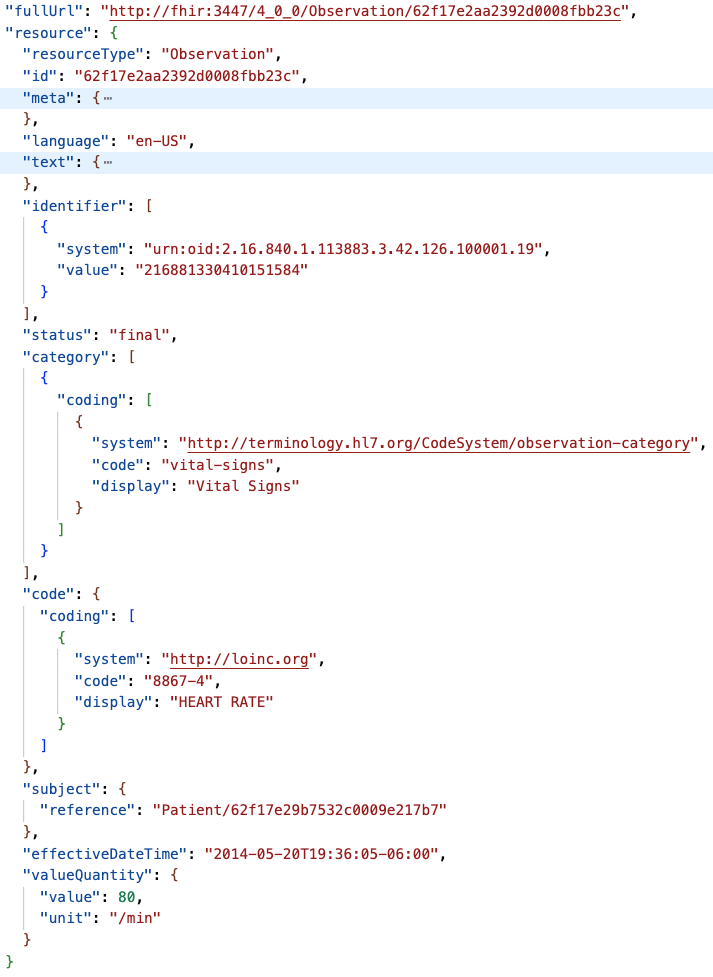 "fullUrl": "http://fhir:3447/4_0_0/Observation/62f17e2aa2392d0008fbb23c",
"resource": {
  "resourceType": "Observation",
  "id": "62f17e2aa2392d0008fbb23c",
  "meta": {⋯
  },
  "language": "en-US",
  "text": {⋯
  },
  "identifier": [
    {
      "system": "urn:oid:2.16.840.1.113883.3.42.126.100001.19",
      "value": "216881330410151584"
    }
  ],
  "status": "final",
  "category": [
    {
      "coding": [
        {
          "system": "http://terminology.hl7.org/CodeSystem/observation-category",
          "code": "vital-signs",
          "display": "Vital Signs"
        }
      ]
    }
  ],
  "code": {
    "coding": [
      {
        "system": "http://loinc.org",
        "code": "8867-4",
        "display": "HEART RATE"
      }
    ]
  },
  "subject": {
    "reference": "Patient/62f17e29b7532c0009e217b7"
  },
  "effectiveDateTime": "2014-05-20T19:36:05-06:00",
  "valueQuantity": {
    "value": 80,
    "unit": "/min"
  }
}